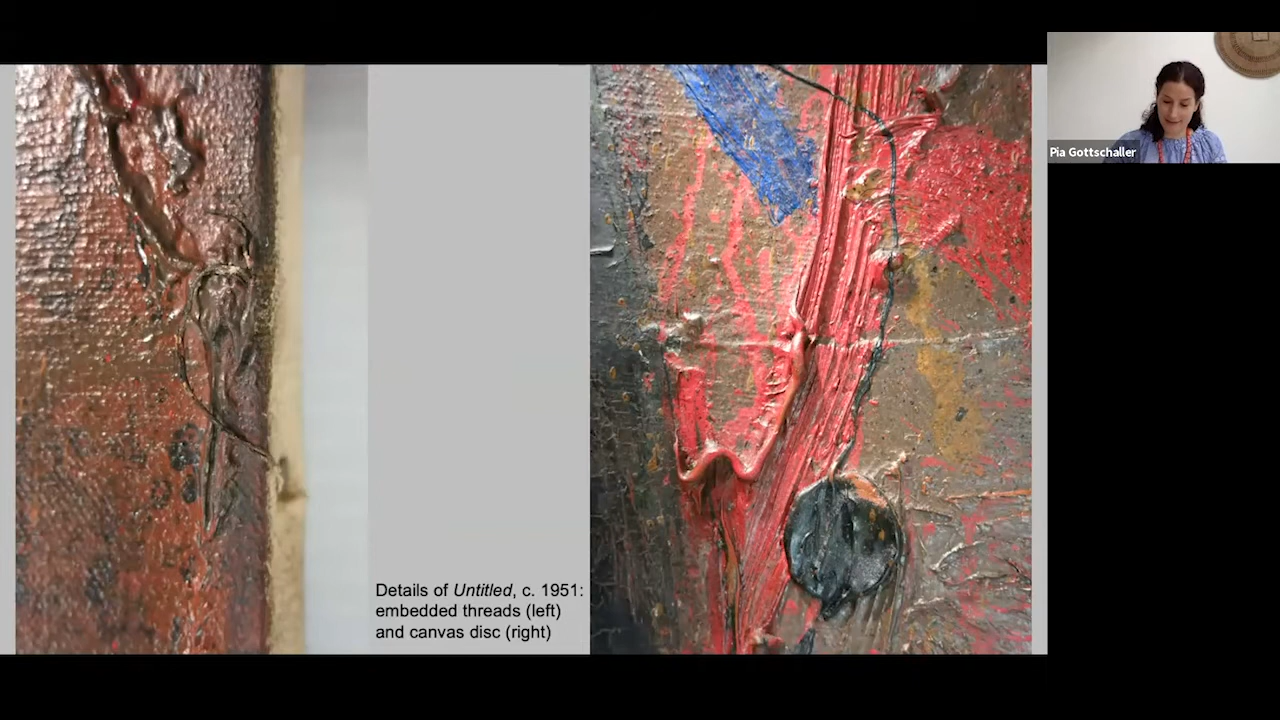 Pia Gottschaller
Details of Untitled, c. 1951:
embedded threads (left)
and canvas disc (right)